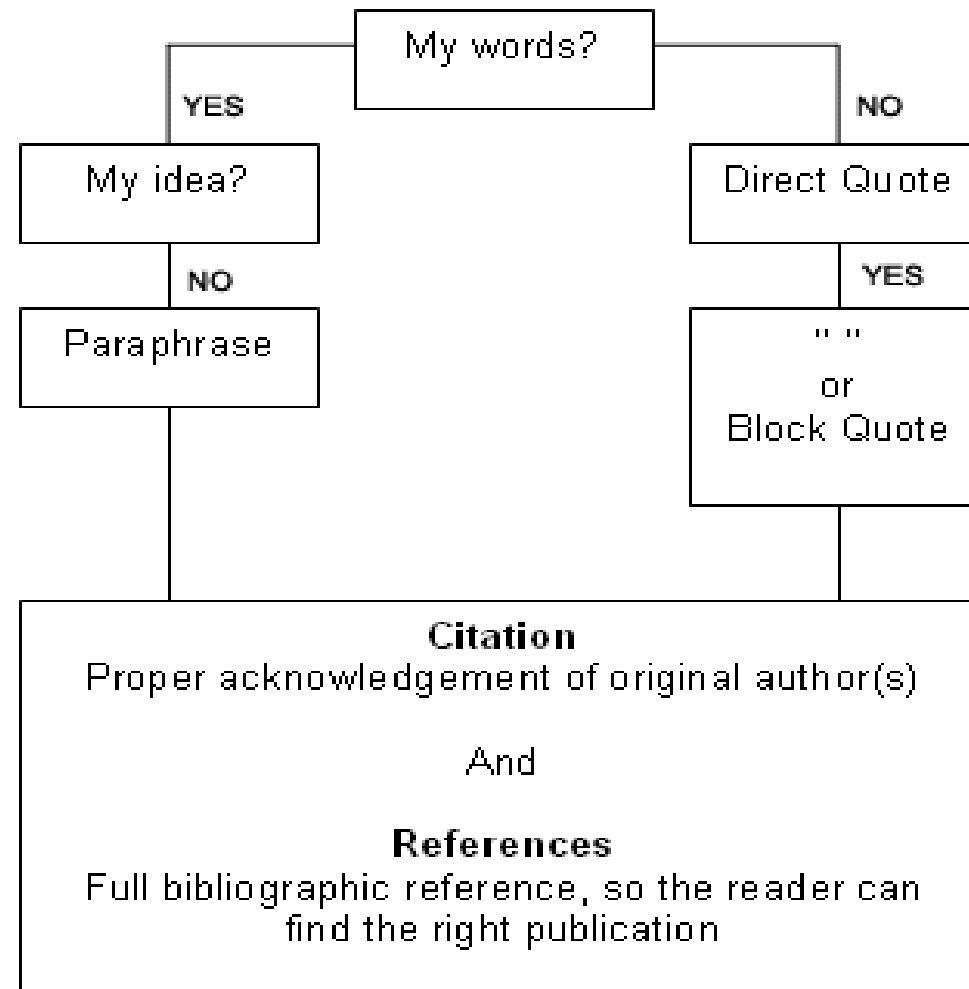 My words?
YES
NO
My idea?
Direct Quote
NO
YES
Paraphrase
" "
or
Block Quote
Citation
Proper acknowledgement of original author(s)
And
References
Full bibliographic reference, so the reader can
find the right publication